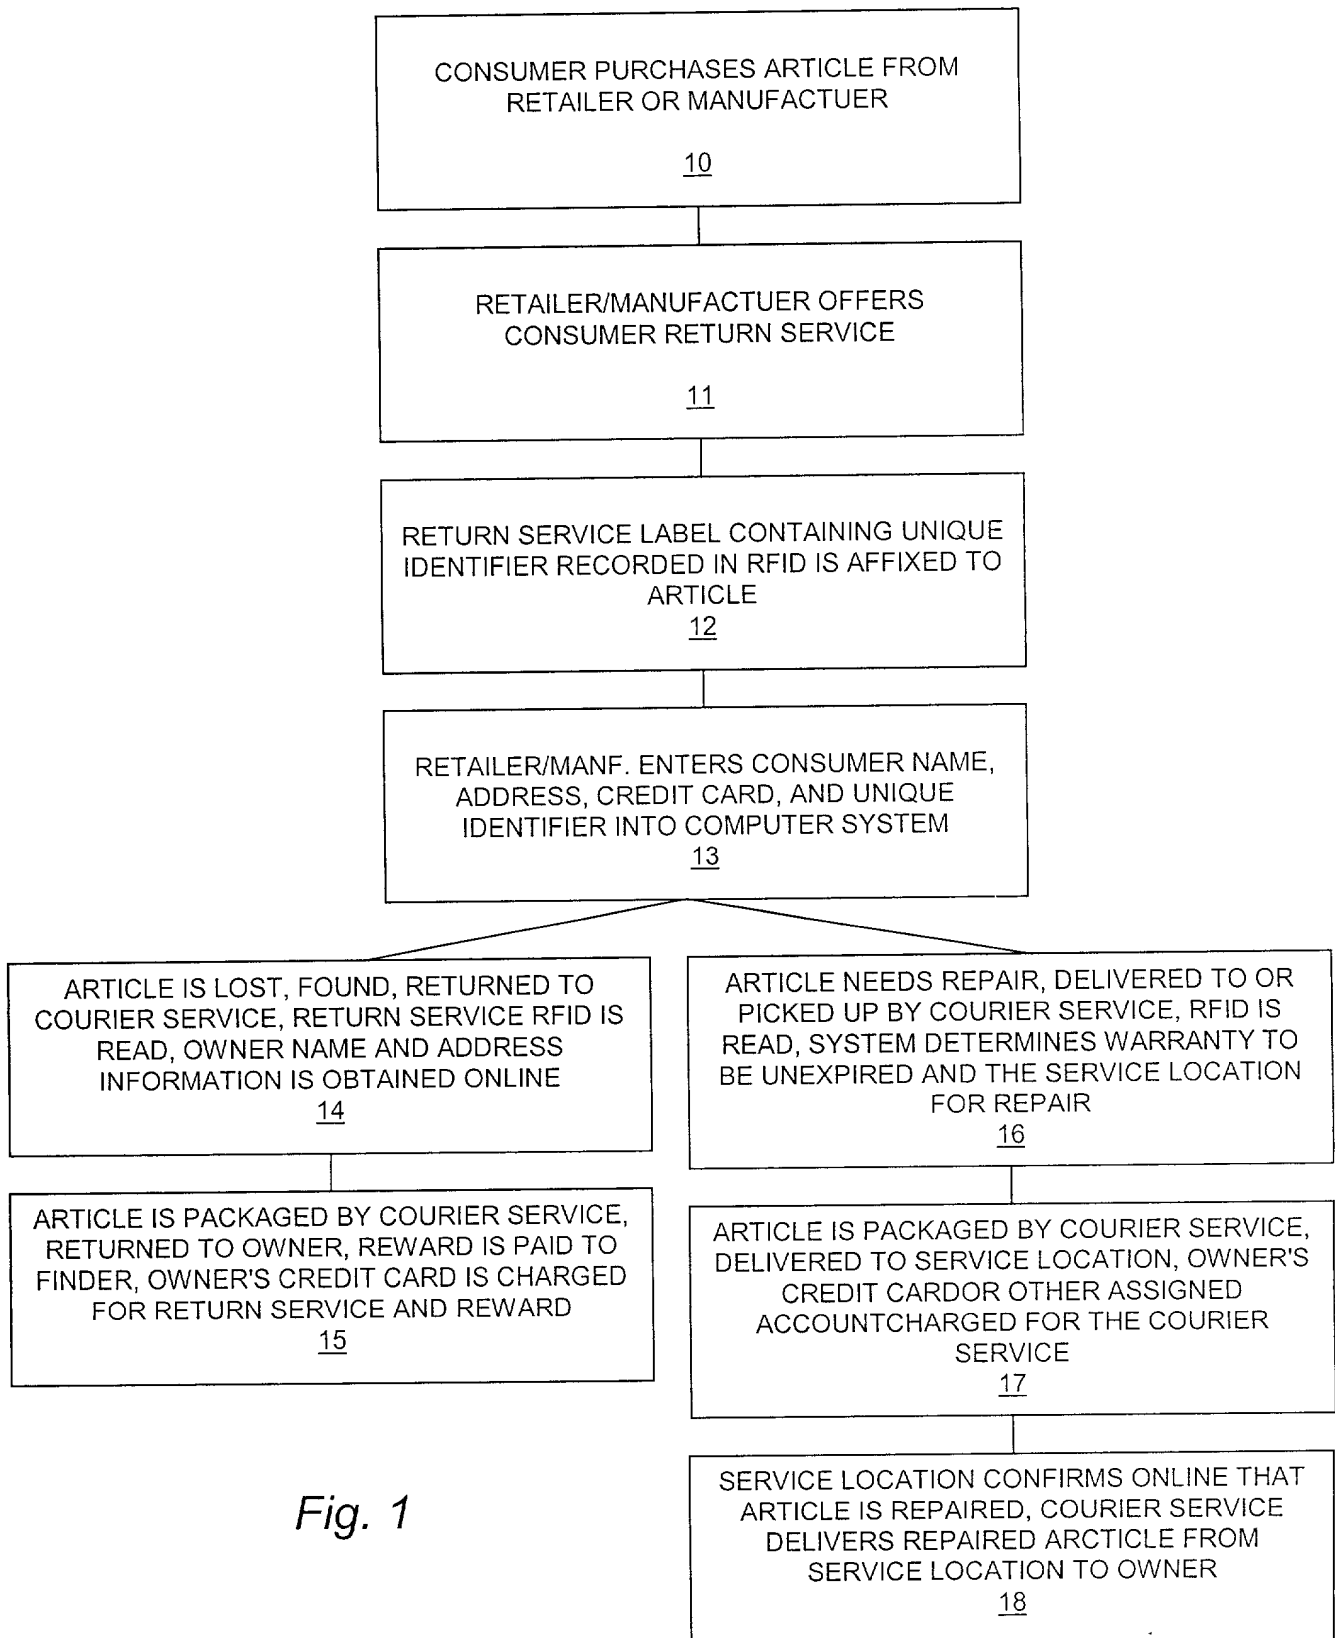 CONSUMER PURCHASES ARTICLE FROM
RETAILER OR MANUFACTUER
10
RETAILER/MANUFACTUER OFFERS
CONSUMER RETURN SERVICE
11
RETURN SERVICE LABEL CONTAINING UNIQUE
IDENTIFIER RECORDED IN RFID IS AFFIXED TO
ARTICLE
12
RETAILER/MANF. ENTERS CONSUMER NAME,
ADDRESS, CREDIT CARD, AND UNIQUE
IDENTIFIER INTO COMPUTER SYSTEM
13
ARTICLE IS LOST, FOUND, RETURNED TO
COURIER SERVICE, RETURN SERVICE RFID IS
READ, OWNER NAME AND ADDRESS
INFORMATION IS OBTAINED ONLINE
14
ARTICLE IS PACKAGED BY COURIER SERVICE,
RETURNED TO OWNER, REWARD IS PAID TO
FINDER, OWNER'S CREDIT CARD IS CHARGED
FOR RETURN SERVICE AND REWARD
15
ARTICLE NEEDS REPAIR, DELIVERED TO OR
PICKED UP BY COURIER SERVICE, RFID IS
READ, SYSTEM DETERMINES WARRANTY TO
BE UNEXPIRED AND THE SERVICE LOCATION
FOR REPAIR
16
ARTICLE IS PACKAGED BY COURIER SERVICE,
DELIVERED TO SERVICE LOCATION, OWNER'S
CREDIT CARDOR OTHER ASSIGNED
ACCOUNTCHARGED FOR THE COURIER
SERVICE
17
SERVICE LOCATION CONFIRMS ONLINE THAT
ARTICLE IS REPAIRED, COURIER SERVICE
DELIVERS REPAIRED ARCTICLE FROM
SERVICE LOCATION TO OWNER
18
Fig. 1